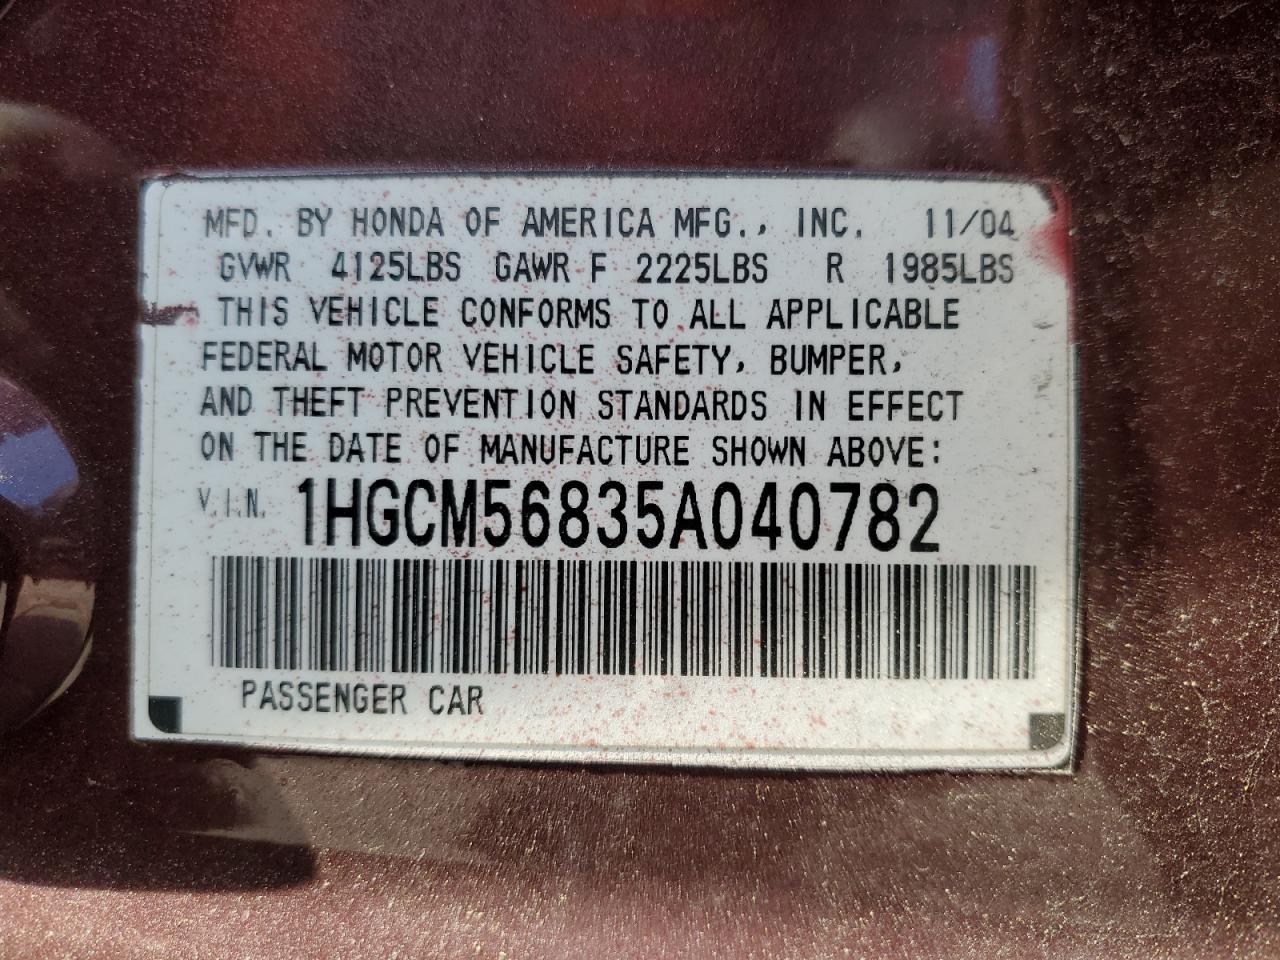 MFD. BY HONDA OF AMERICA MFG., INC. 11/04
GVWR 4125LBS GAWR F 2225LBS R 1985LBS
THIS VEHICLE CONFORMS TO ALL APPLICABLE
FEDERAL MOTOR VEHICLE SAFETY, BUMPER,
AND THEFT PREVENTION STANDARDS IN EFFECT
ON THE DATE OF MANUFACTURE SHOWN ABOVE:
V.I.N. 1HGCM56835A040782
PASSENGER CAR